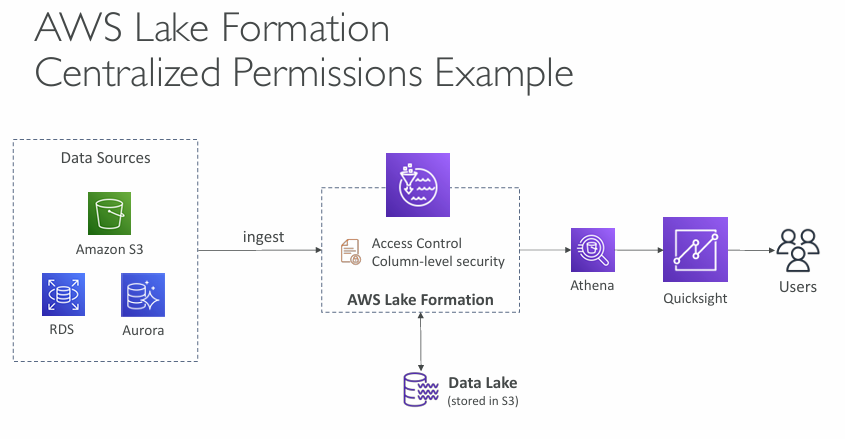 AWS Lake Formation
Centralized Permissions Example
Data Sources
Amazon S3
RDS
Aurora
ingest
Access Control
Column-level security
AWS Lake Formation
Data Lake
(stored in S3)
Athena
Quicksight
Users